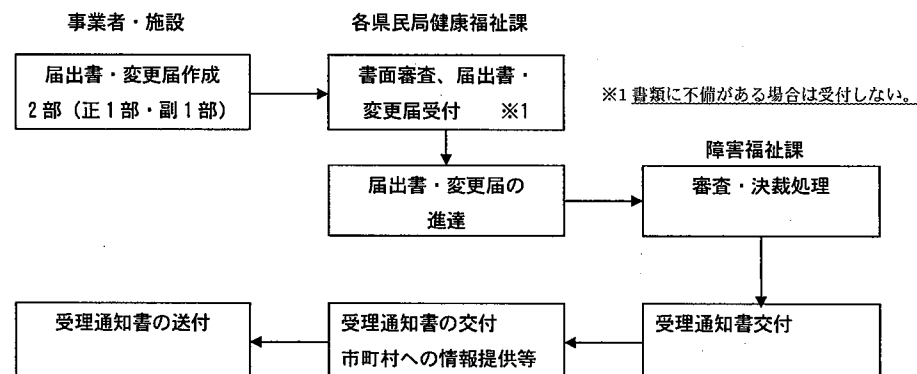 事業者・施設
各県民局健康福祉課
届出書・変更届作成
2部（正1部・副1部）
書面審査、届出書・
変更届受付　※1
※1 書類に不備がある場合は受付しない。
障害福祉課
届出書・変更届の
進達
審査・決裁処理
受理通知書の送付
受理通知書の交付
市町村への情報提供等
受理通知書交付